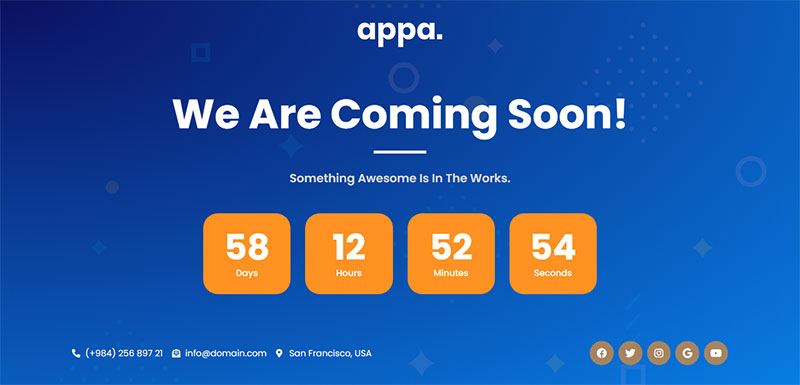 appa.
We Are Coming Soon!
Something Awesome Is In The Works.
58 12 52 54
Days Hours Minutes Seconds
(+984) 256 897 21 info@domain.com San Francisco, USA